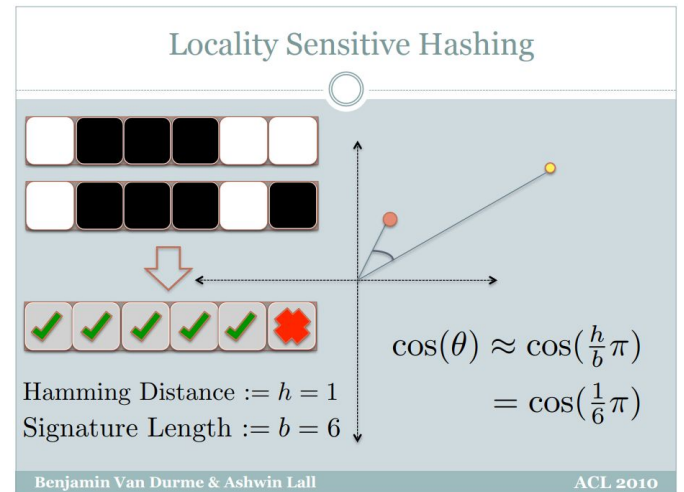 Locality Sensitive Hashing
Hamming Distance := h = 1
Signature Length := b = 6
cos(θ) ≈ cos(h/b π)
= cos(1/6 π)
Benjamin Van Durme & Ashwin Lall
ACL 2010